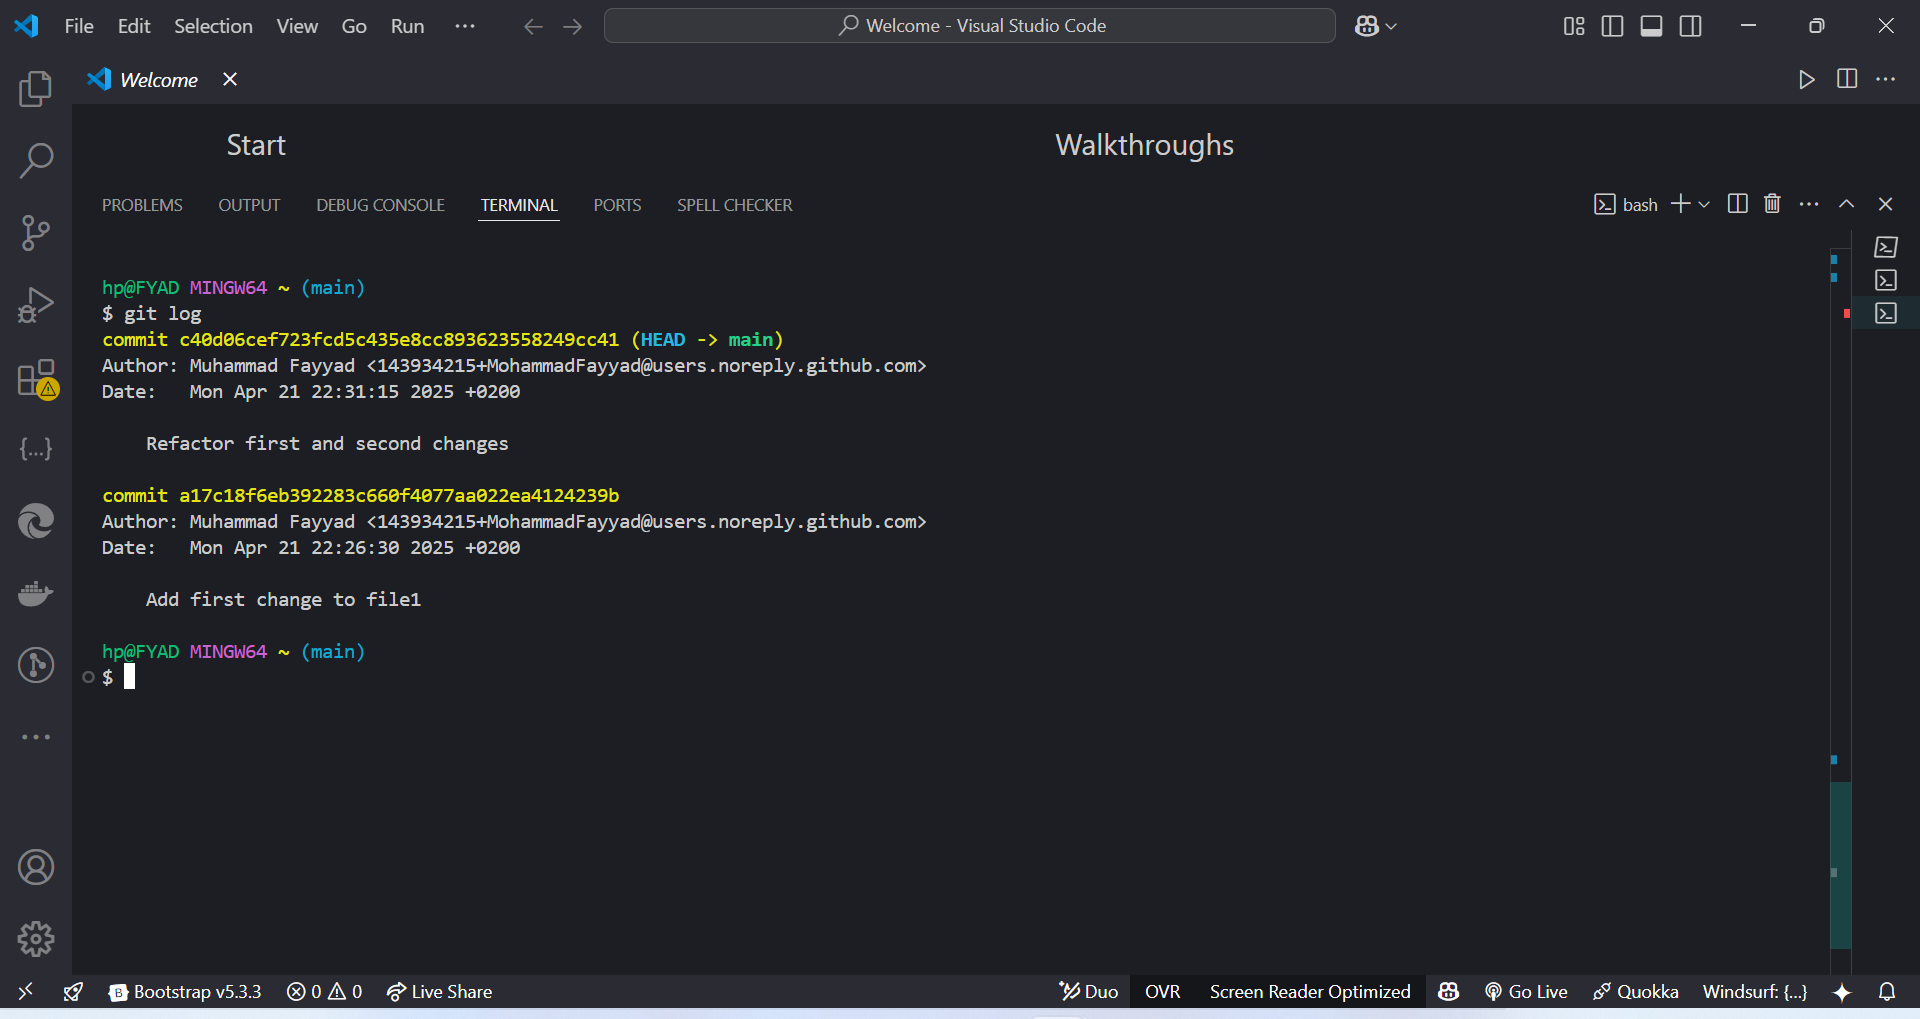 File Edit Selection View Go Run ··· Welcome - Visual Studio Code
Welcome
Start Walkthroughs
PROBLEMS OUTPUT DEBUG CONSOLE TERMINAL PORTS SPELL CHECKER bash
hp@FYAD MINGW64 ~ (main)
$ git log
commit c40d06cef723fcd5c435e8cc893623558249cc41 (HEAD -> main)
Author: Muhammad Fayyad <143934215+MohammadFayyad@users.noreply.github.com>
Date:   Mon Apr 21 22:31:15 2025 +0200
Refactor first and second changes
commit a17c18f6eb392283c660f4077aa022ea4124239b
Author: Muhammad Fayyad <143934215+MohammadFayyad@users.noreply.github.com>
Date:   Mon Apr 21 22:26:30 2025 +0200
Add first change to file1
hp@FYAD MINGW64 ~ (main)
$
{...}
B Bootstrap v5.3.3 0 0 Live Share Duo OVR Screen Reader Optimized Go Live Quokka Windsurf: {...}